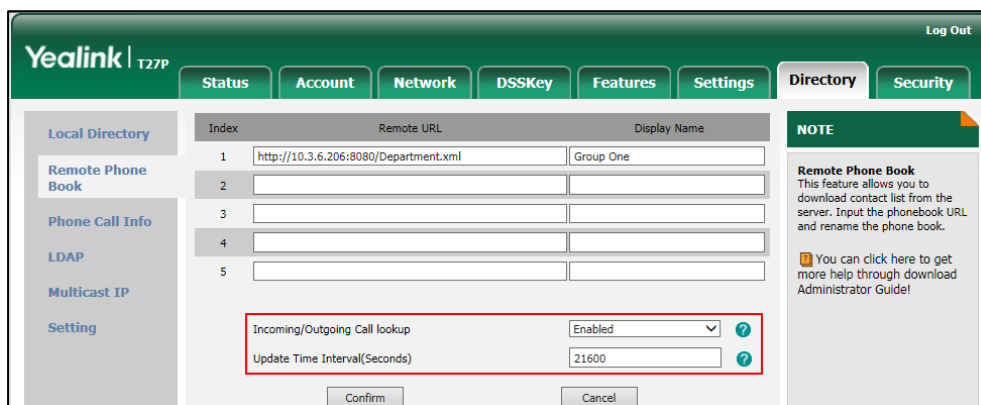 Log Out
Yealink T27P
Status Account Network DSSKey Features Settings Directory Security
Local Directory
Remote Phone
Book
Phone Call Info
LDAP
Multicast IP
Setting
Index Remote URL Display Name
1 http://10.3.6.206:8080/Department.xml Group One
2
3
4
5
Incoming/Outgoing Call lookup Enabled ?
Update Time Interval(Seconds) 21600 ?
Confirm Cancel
NOTE
Remote Phone Book
This feature allows you to
download contact list from the
server. Input the phonebook URL
and rename the phone book.
? You can click here to get
more help through download
Administrator Guide!